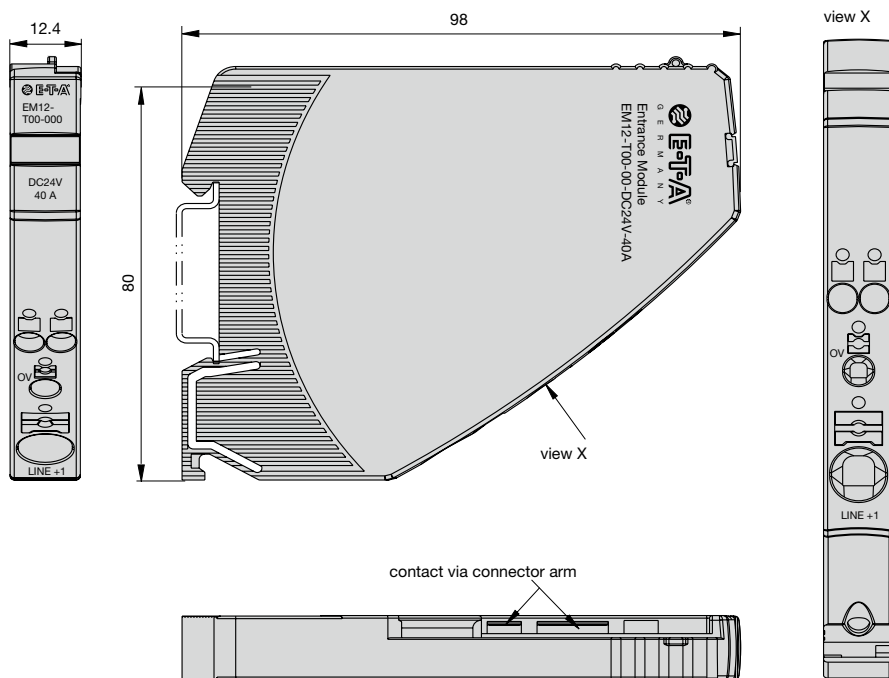 12.4
E-T-A
EM12-
T00-000
DC24V
40 A
OV
LINE +1
98
80
E-T-A®
GERMANY
Entrance Module
EM12-T00-00-DC24V-40A
view X
contact via connector arm
view X
OV
LINE +1